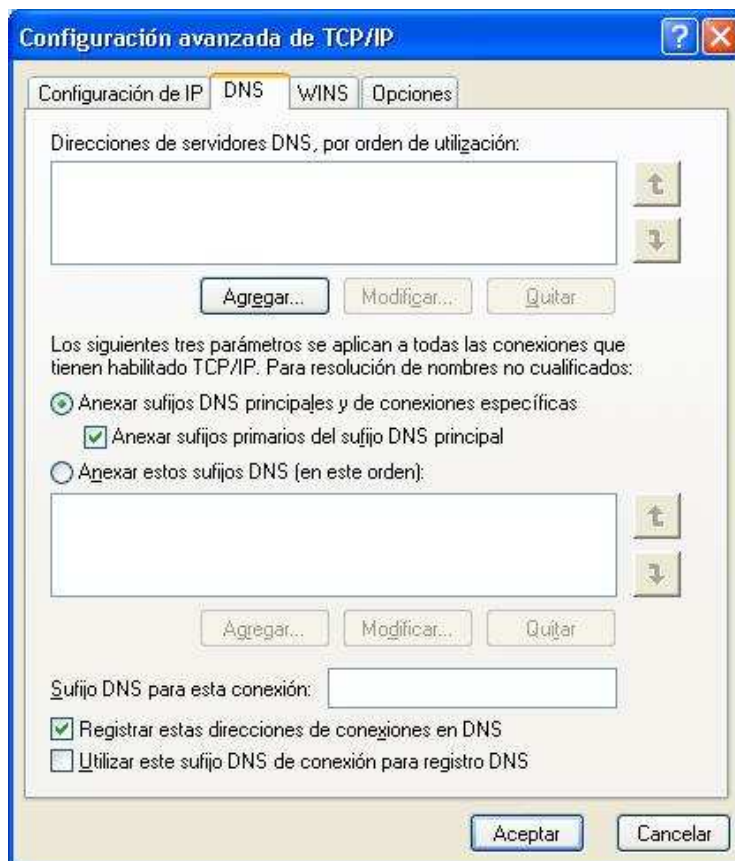 Configuración avanzada de TCP/IP
Configuración de IP DNS WINS Opciones
Direcciones de servidores DNS, por orden de utilización:
Agregar... Modificar... Quitar
Los siguientes tres parámetros se aplican a todas las conexiones que
tienen habilitado TCP/IP. Para resolución de nombres no cualificados:
Anexar sufijos DNS principales y de conexiones específicas
Anexar sufijos primarios del sufijo DNS principal
Anexar estos sufijos DNS (en este orden):
Agregar... Modificar... Quitar
Sufijo DNS para esta conexión:
Registrar estas direcciones de conexiones en DNS
Utilizar este sufijo DNS de conexión para registro DNS
Aceptar Cancelar